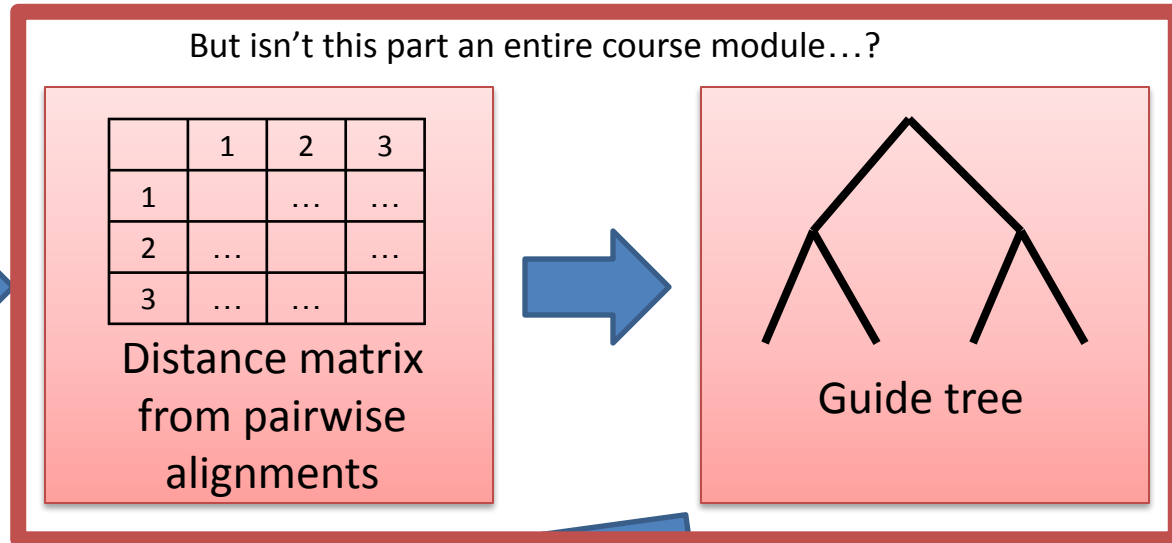 But isn't this part an entire course module…?
1 2 3
1 … …
2 … …
3 … …
Distance matrix
from pairwise
alignments
Guide tree